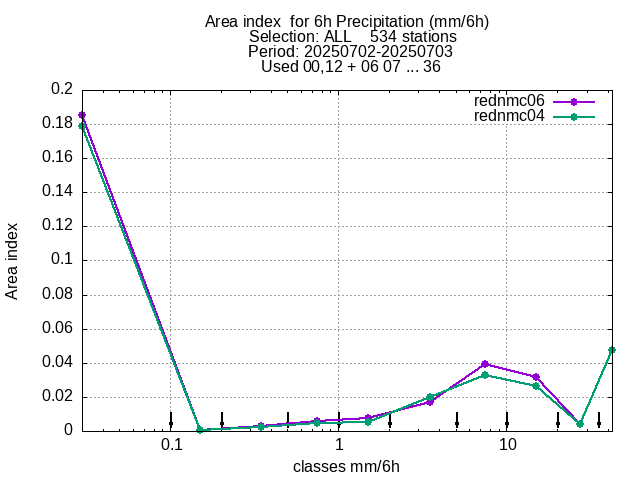 Area index  for 6h Precipitation (mm/6h)
Selection: ALL    534 stations
Period: 20250702-20250703
Used 00,12 + 06 07 ... 36
rednmc06
rednmc04
0.2
0.18
0.16
0.14
0.12
0.1
0.08
0.06
0.04
0.02
0
Area index
0.1 1 10
classes mm/6h